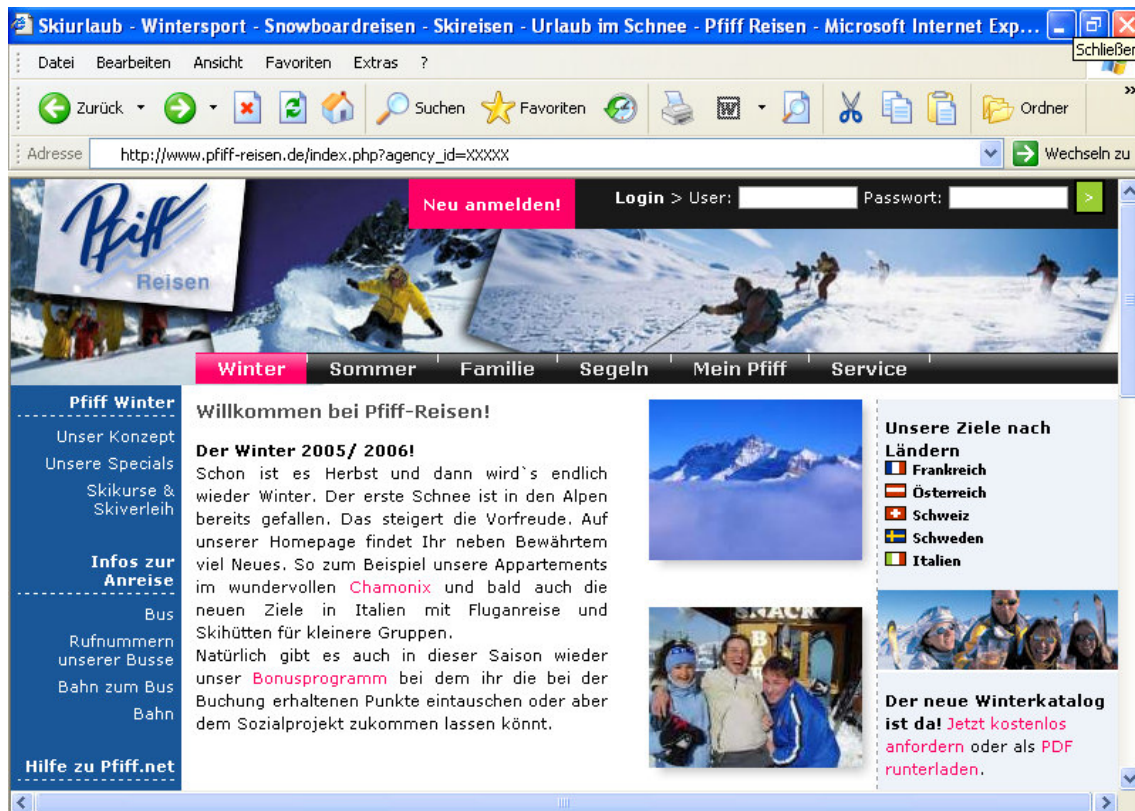 Skiurlaub - Wintersport - Snowboardreisen - Skireisen - Urlaub im Schnee - Pfiff Reisen - Microsoft Internet Exp...
Schließen
Datei Bearbeiten Ansicht Favoriten Extras ?
Zurück Suchen Favoriten Ordner
Adresse http://www.pfiff-reisen.de/index.php?agency_id=XXXXX Wechseln zu
Pfiff
Reisen
Neu anmelden!
Login > User: Passwort: >
Winter Sommer Familie Segeln Mein Pfiff Service
Pfiff Winter
Unser Konzept
Unsere Specials
Skikurse &
Skiverleih
Infos zur
Anreise
Bus
Rufnummern
unserer Busse
Bahn zum Bus
Bahn
Hilfe zu Pfiff.net
Willkommen bei Pfiff-Reisen!
Der Winter 2005/ 2006!
Schon ist es Herbst und dann wird`s endlich
wieder Winter. Der erste Schnee ist in den Alpen
bereits gefallen. Das steigert die Vorfreude. Auf
unserer Homepage findet Ihr neben Bewährtem
viel Neues. So zum Beispiel unsere Appartements
im wundervollen Chamonix und bald auch die
neuen Ziele in Italien mit Fluganreise und
Skihütten für kleinere Gruppen.
Natürlich gibt es auch in dieser Saison wieder
unser Bonusprogramm bei dem ihr die bei der
Buchung erhaltenen Punkte eintauschen oder aber
dem Sozialprojekt zukommen lassen könnt.
SNACK
BAR
Unsere Ziele nach
Ländern
Frankreich
Österreich
Schweiz
Schweden
Italien
Der neue Winterkatalog
ist da! Jetzt kostenlos
anfordern oder als PDF
runterladen.